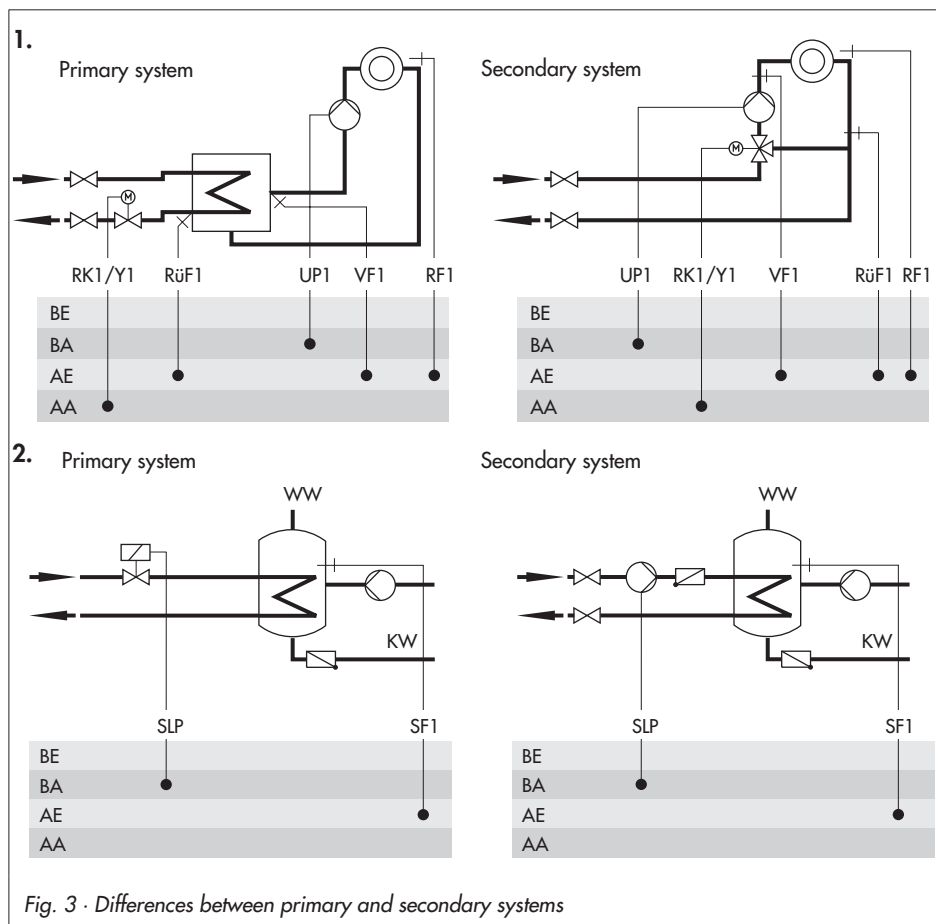 1.
Primary system
Secondary system
M
M
RK1/Y1 RüF1 UP1 VF1 RF1
UP1 RK1/Y1 VF1 RüF1 RF1
BE
BA
AE
AA
BE
BA
AE
AA
2.
Primary system
Secondary system
WW
WW
KW
KW
SLP SF1
SLP SF1
BE
BA
AE
AA
BE
BA
AE
AA
Fig. 3 · Differences between primary and secondary systems